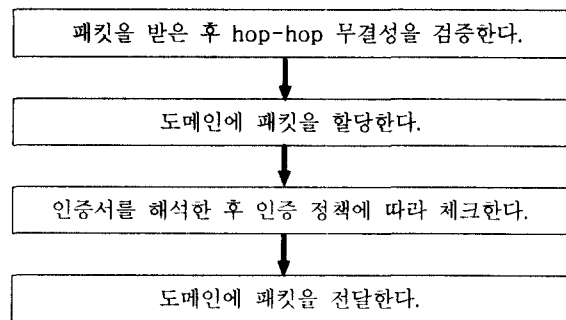 패킷을 받은 후 hop-hop 무결성을 검증한다.
도메인에 패킷을 할당한다.
인증서를 해석한 후 인증 정책에 따라 체크한다.
도메인에 패킷을 전달한다.